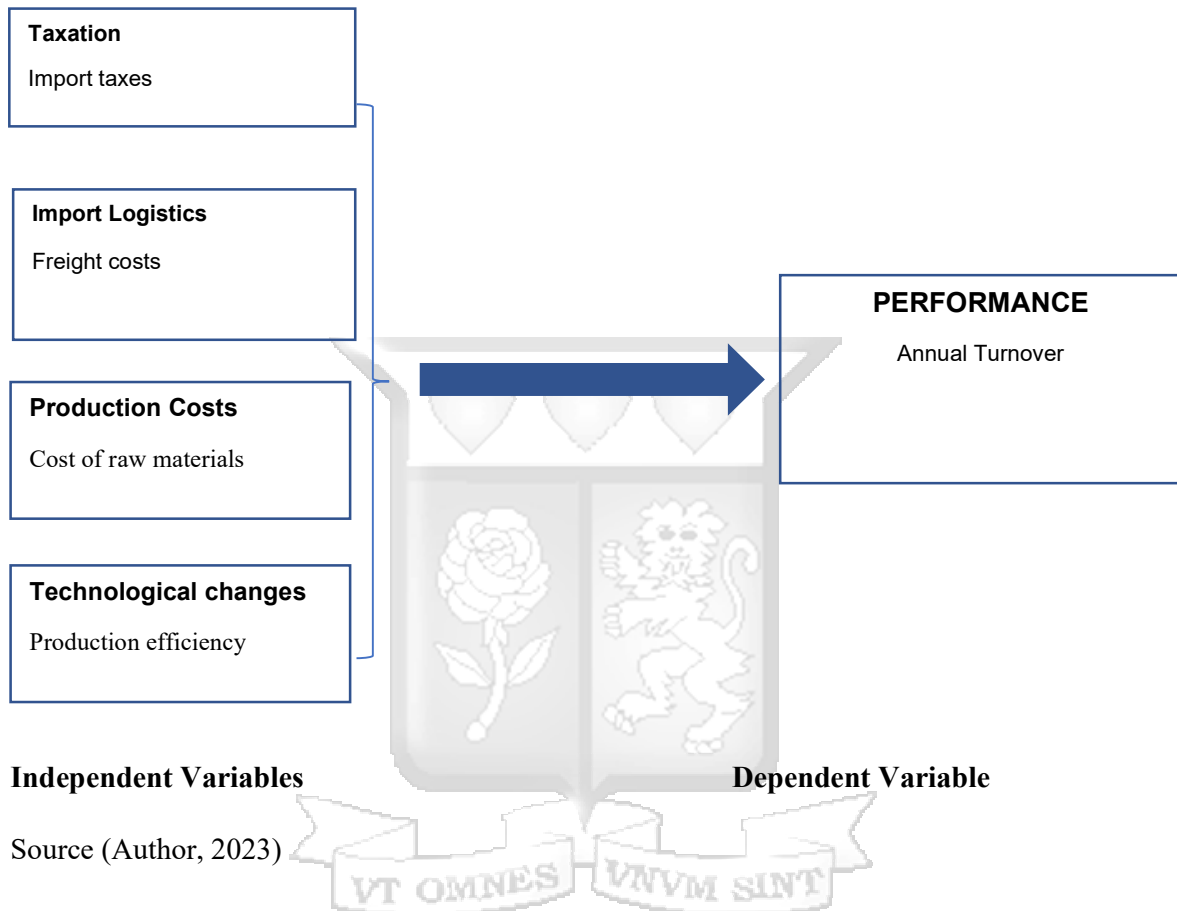 Taxation
Import taxes
Import Logistics
Freight costs
PERFORMANCE
Annual Turnover
Production Costs
Cost of raw materials
Technological changes
Production efficiency
Independent Variables
Dependent Variable
Source (Author, 2023)
VT OMNES VNVM SINT